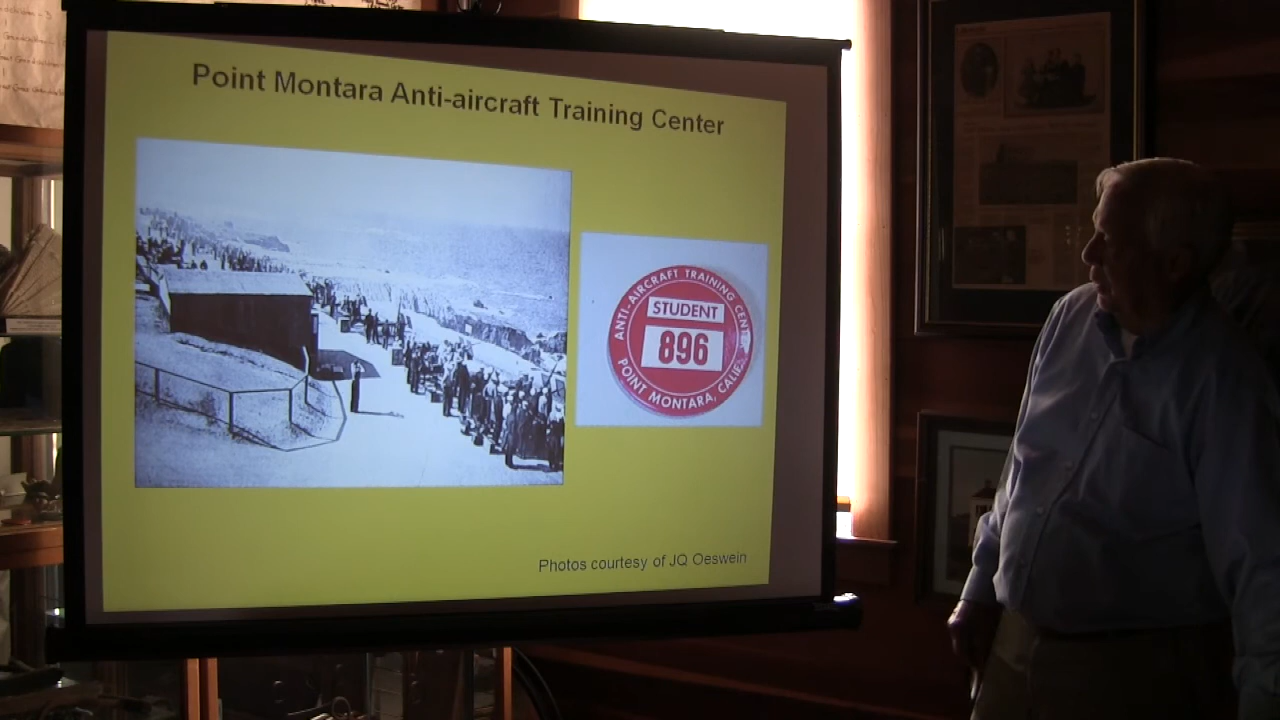 Point Montara Anti-aircraft Training Center
ANTI-AIRCRAFT TRAINING CENTER
STUDENT
896
POINT MONTARA, CALIF.
Photos courtesy of JQ Oeswein